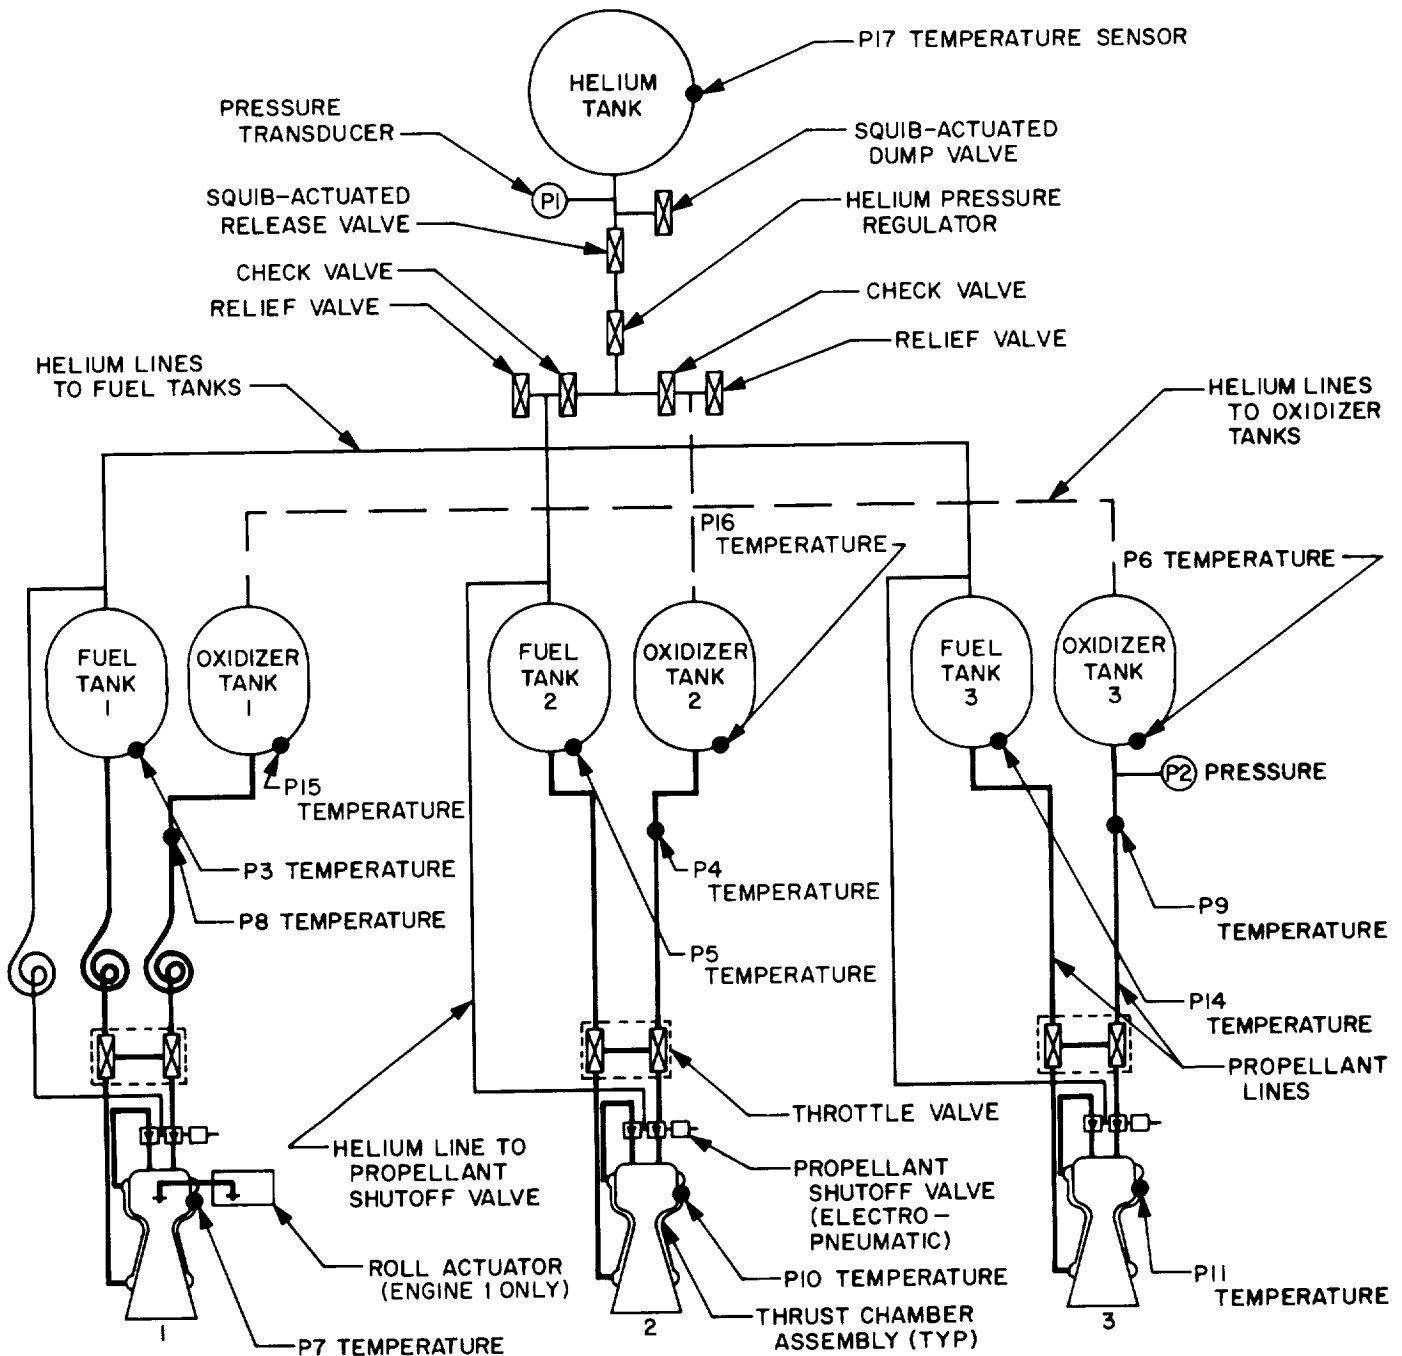 P17 TEMPERATURE SENSOR
HELIUM
TANK
PRESSURE
TRANSDUCER
SQUIB-ACTUATED
DUMP VALVE
P1
SQUIB-ACTUATED
RELEASE VALVE
HELIUM PRESSURE
REGULATOR
CHECK VALVE
RELIEF VALVE
CHECK VALVE
RELIEF VALVE
HELIUM LINES
TO FUEL TANKS
HELIUM LINES
TO OXIDIZER
TANKS
P16
TEMPERATURE
P6 TEMPERATURE
FUEL
TANK
1
OXIDIZER
TANK
1
FUEL
TANK
2
OXIDIZER
TANK
2
FUEL
TANK
3
OXIDIZER
TANK
3
P15
TEMPERATURE
P2 PRESSURE
P3 TEMPERATURE
P8 TEMPERATURE
P4
TEMPERATURE
P5
TEMPERATURE
P9
TEMPERATURE
P14
TEMPERATURE
PROPELLANT
LINES
THROTTLE VALVE
HELIUM LINE TO
PROPELLANT
SHUTOFF VALVE
PROPELLANT
SHUTOFF VALVE
(ELECTRO-
PNEUMATIC)
ROLL ACTUATOR
(ENGINE 1 ONLY)
P10 TEMPERATURE
P11
TEMPERATURE
THRUST CHAMBER
ASSEMBLY (TYP)
P7 TEMPERATURE
1
2
3